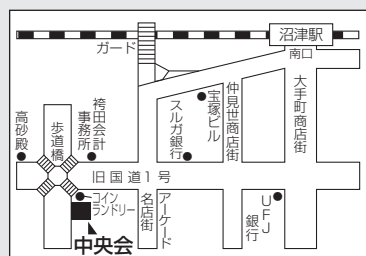 沼津駅
ガード
南口
大手町商店街
仲見世商店街
宝塚ビル
スルガ銀行
袴田会計
事務所
歩道橋
高砂殿
旧国道1号
コイン
ランドリー
アーケード
名店街
UFJ
銀行
中央会